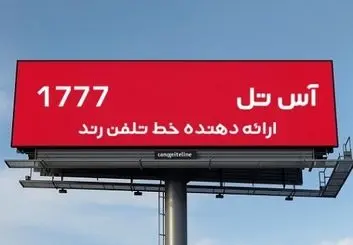 آس تل 1777
ارائه دهنده خط تلفن رند